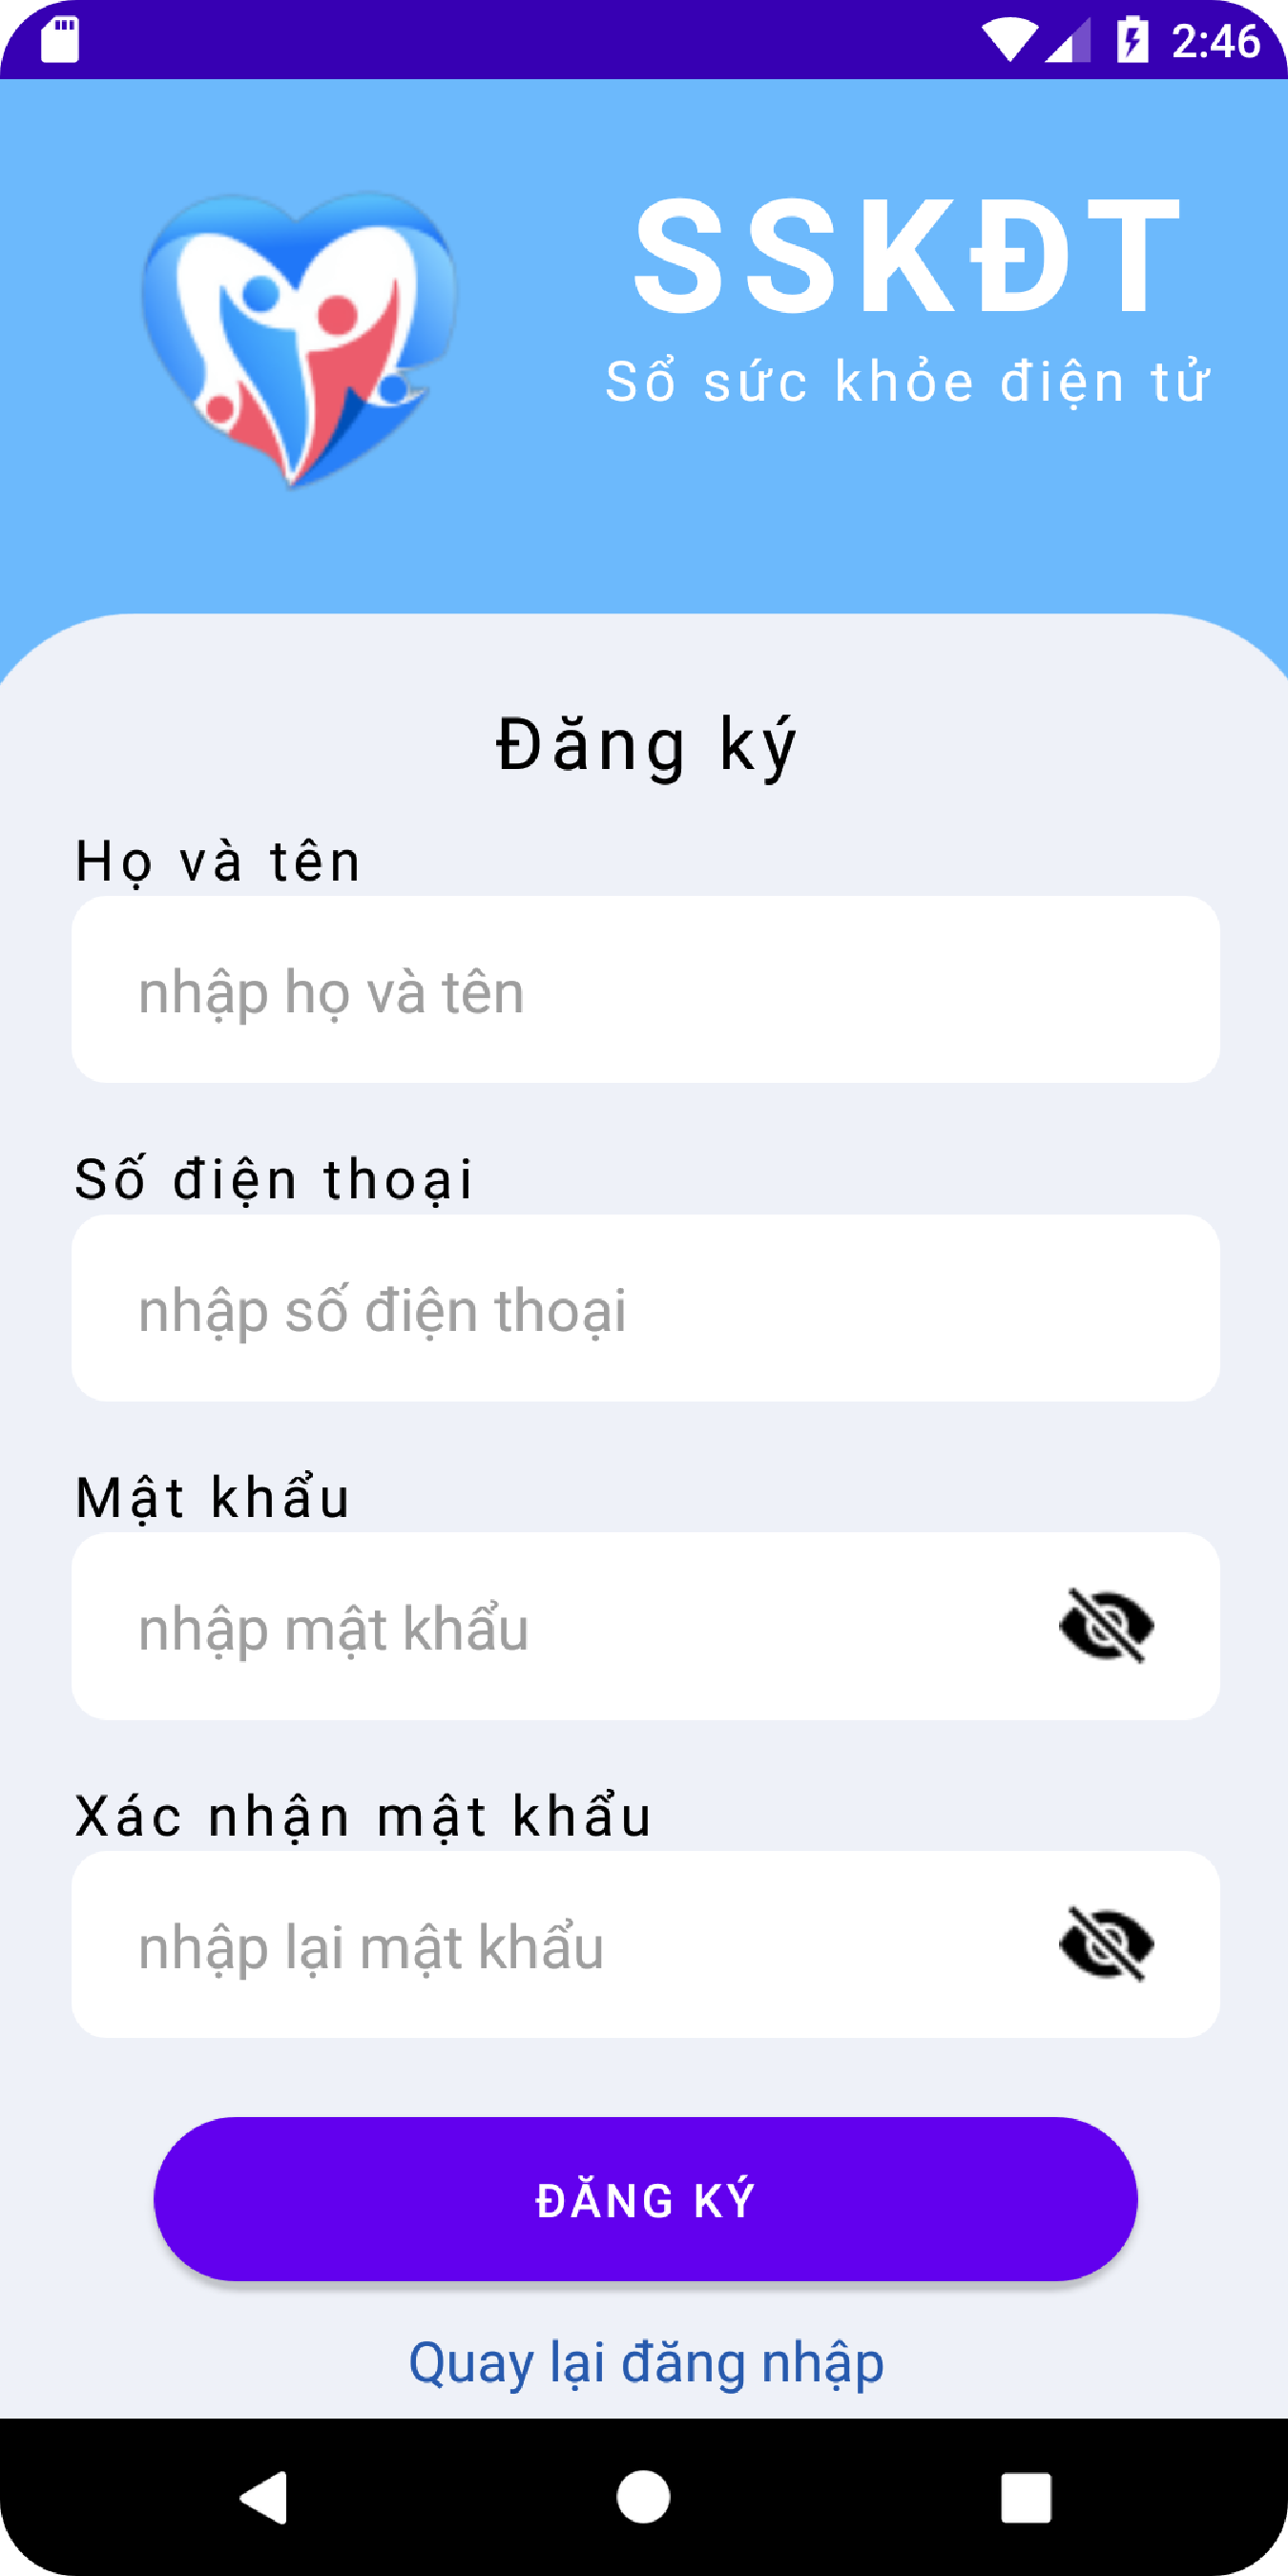 2:46
SSKĐT
Sổ sức khỏe điện tử
Đăng ký
Họ và tên
nhập họ và tên
Số điện thoại
nhập số điện thoại
Mật khẩu
nhập mật khẩu
Xác nhận mật khẩu
nhập lại mật khẩu
ĐĂNG KÝ
Quay lại đăng nhập